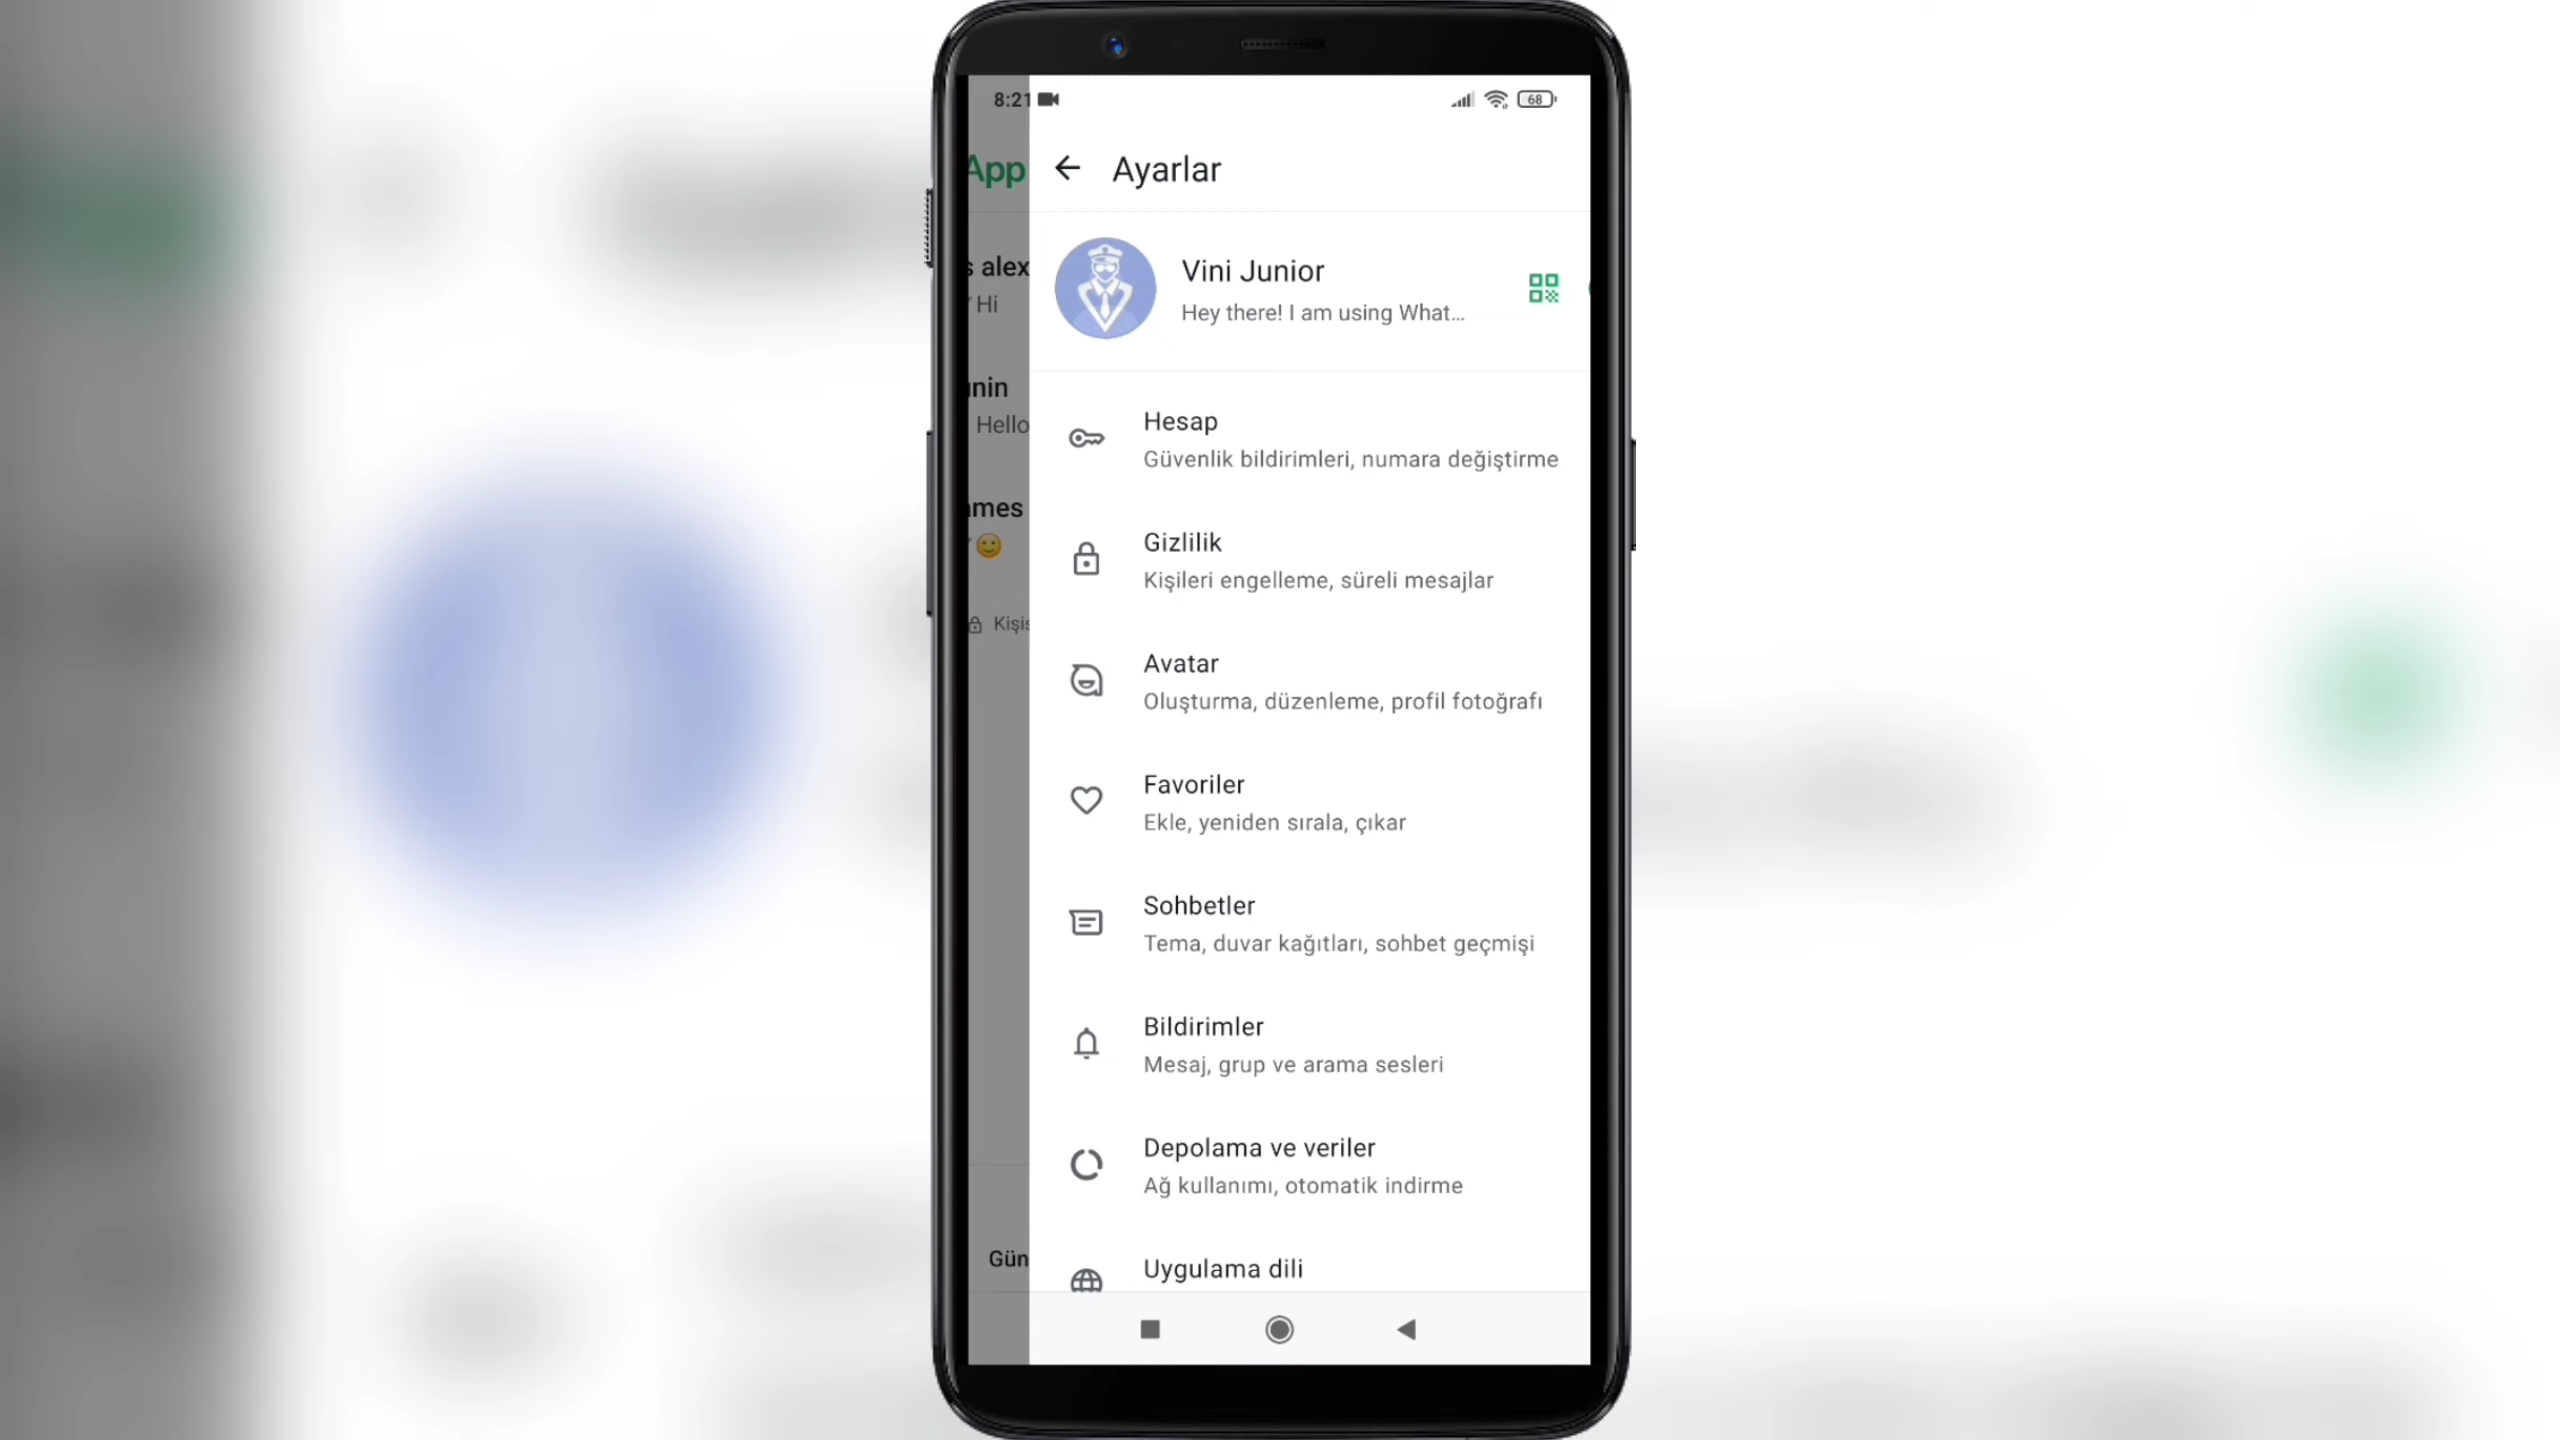 8:21
68
App
Ayarlar
Vini Junior
Hey there! I am using What...
alex
Hi
Hello
Kişis
Gün
Hesap
Güvenlik bildirimleri, numara değiştirme
Gizlilik
Kişileri engelleme, süreli mesajlar
Avatar
Oluşturma, düzenleme, profil fotoğrafı
Favoriler
Ekle, yeniden sırala, çıkar
Sohbetler
Tema, duvar kağıtları, sohbet geçmişi
Bildirimler
Mesaj, grup ve arama sesleri
Depolama ve veriler
Ağ kullanımı, otomatik indirme
Uygulama dili